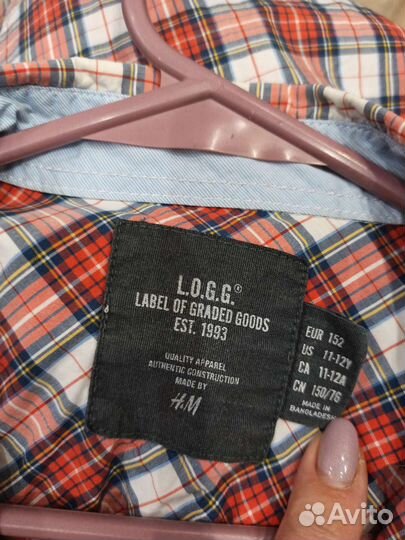 L.O.G.G.®
LABEL OF GRADED GOODS
EST. 1993
QUALITY APPAREL
AUTHENTIC CONSTRUCTION
MADE BY
H&M
EUR 152
US 11-12Y
CA 11-12A
CN 150/76
MADE IN
BANGLADESH
Avito